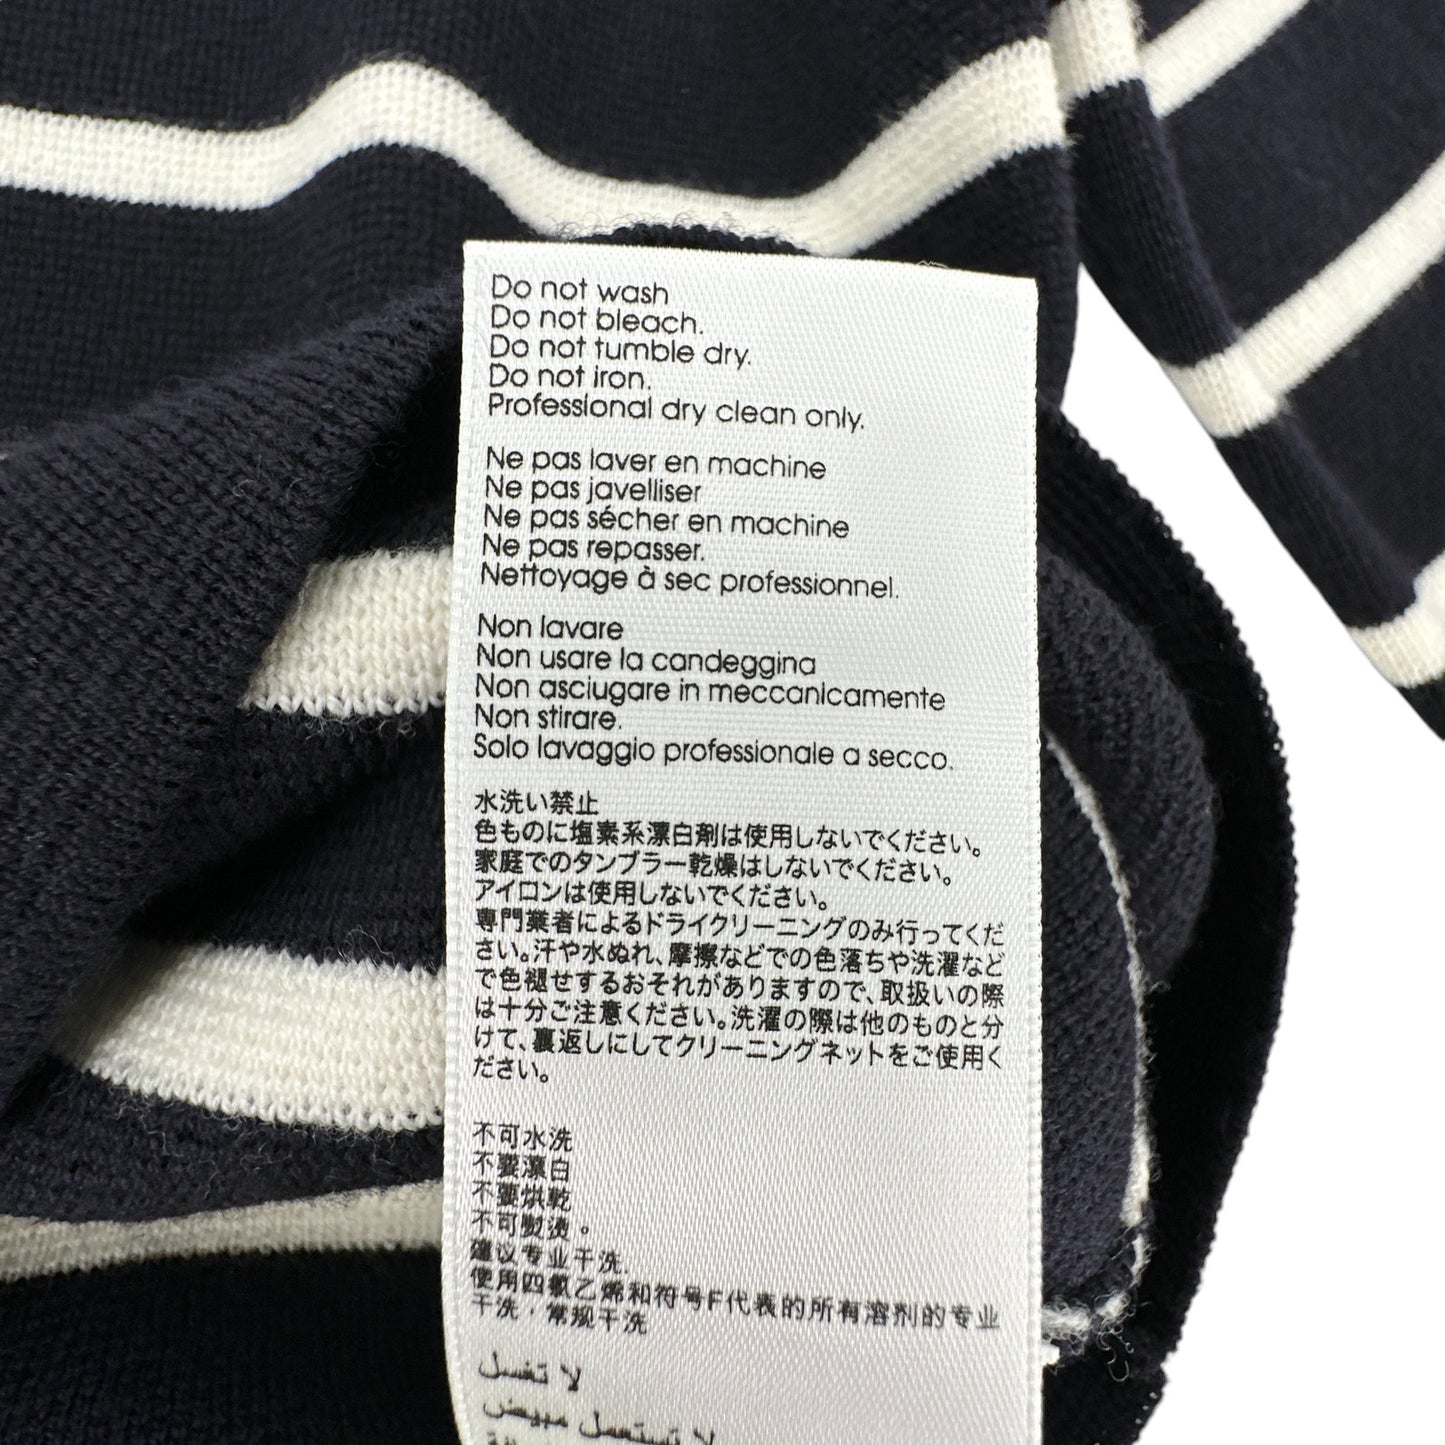 Do not wash
Do not bleach.
Do not tumble dry.
Do not iron.
Professional dry clean only.
Ne pas laver en machine
Ne pas javelliser
Ne pas sécher en machine
Ne pas repasser.
Nettoyage à sec professionnel.
Non lavare
Non usare la candeggina
Non asciugare in meccanicamente
Non stirare.
Solo lavaggio professionale a secco.
水洗い禁止
色ものに塩素系漂白剤は使用しないでください。
家庭でのタンブラー乾燥はしないでください。
アイロンは使用しないでください。
専門業者によるドライクリーニングのみ行ってくだ
さい。汗や水ぬれ、摩擦などでの色落ちや洗濯など
で色褪せするおそれがありますので、取扱いの際
は十分ご注意ください。洗濯の際は他のものと分
けて、裏返しにしてクリーニングネットをご使用く
ださい。
不可水洗
不要漂白
不要烘乾
不可熨烫。
建议专业干洗.
使用四氯乙烯和符号F代表的所有溶剂的专业
干洗，常规干洗
لا تغسل
لا تستعمل مبيض